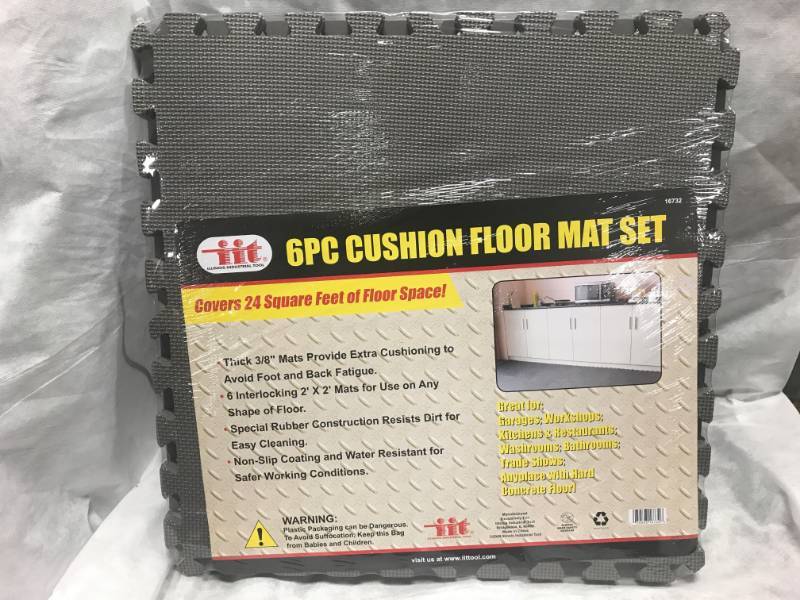 16732
iit®
ILLINOIS INDUSTRIAL TOOL
6PC CUSHION FLOOR MAT SET
Covers 24 Square Feet of Floor Space!
• Thick 3/8" Mats Provide Extra Cushioning to
Avoid Foot and Back Fatigue.
• 6 Interlocking 2' X 2' Mats for Use on Any
Shape of Floor.
• Special Rubber Construction Resists Dirt for
Easy Cleaning.
• Non-Slip Coating and Water Resistant for
Safer Working Conditions.
Great for:
Garages; Workshops;
Kitchens & Restaurants;
Washrooms; Bathrooms;
Trade Shows;
Anyplace with Hard
Concrete Floor!
WARNING:
Plastic Packaging can be Dangerous.
To Avoid Suffocation: Keep this Bag
from Babies and Children.
iit®
Made in China
visit us at www.iittool.com